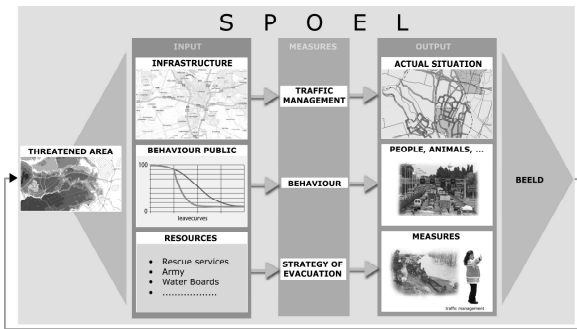 S P O E L
INPUT
MEASURES
OUTPUT
INFRASTRUCTURE
TRAFFIC
MANAGEMENT
ACTUAL SITUATION
THREATENED AREA
BEHAVIOUR PUBLIC
100
0
leavecurves
BEHAVIOUR
PEOPLE, ANIMALS, ...
BEELD
RESOURCES
• Rescue services
• Army
• Water Boards
• ...................
STRATEGY OF
EVACUATION
MEASURES
traffic management